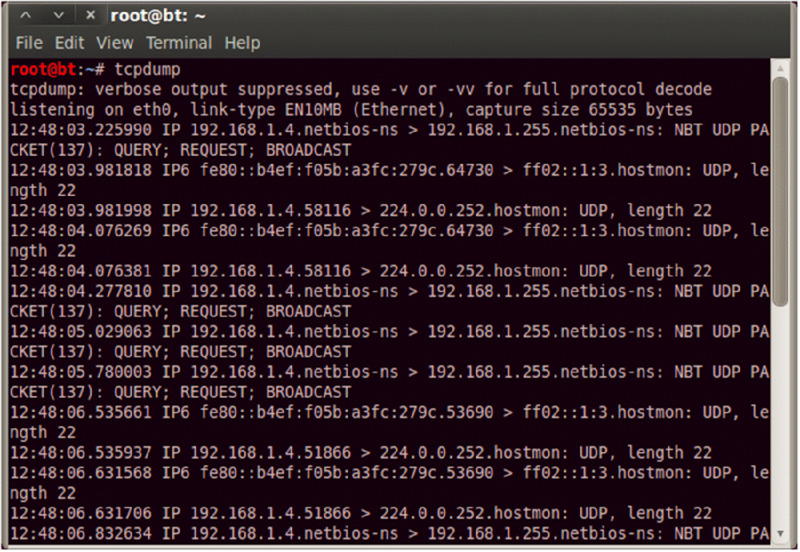 root@bt: ~
File Edit View Terminal Help
root@bt:~# tcpdump
tcpdump: verbose output suppressed, use -v or -vv for full protocol decode
listening on eth0, link-type EN10MB (Ethernet), capture size 65535 bytes
12:48:03.225990 IP 192.168.1.4.netbios-ns > 192.168.1.255.netbios-ns: NBT UDP PA
CKET(137): QUERY; REQUEST; BROADCAST
12:48:03.981818 IP6 fe80::b4ef:f05b:a3fc:279c.64730 > ff02::1:3.hostmon: UDP, le
ngth 22
12:48:03.981998 IP 192.168.1.4.58116 > 224.0.0.252.hostmon: UDP, length 22
12:48:04.076269 IP6 fe80::b4ef:f05b:a3fc:279c.64730 > ff02::1:3.hostmon: UDP, le
ngth 22
12:48:04.076381 IP 192.168.1.4.58116 > 224.0.0.252.hostmon: UDP, length 22
12:48:04.277810 IP 192.168.1.4.netbios-ns > 192.168.1.255.netbios-ns: NBT UDP PA
CKET(137): QUERY; REQUEST; BROADCAST
12:48:05.029063 IP 192.168.1.4.netbios-ns > 192.168.1.255.netbios-ns: NBT UDP PA
CKET(137): QUERY; REQUEST; BROADCAST
12:48:05.780003 IP 192.168.1.4.netbios-ns > 192.168.1.255.netbios-ns: NBT UDP PA
CKET(137): QUERY; REQUEST; BROADCAST
12:48:06.535661 IP6 fe80::b4ef:f05b:a3fc:279c.53690 > ff02::1:3.hostmon: UDP, le
ngth 22
12:48:06.535937 IP 192.168.1.4.51866 > 224.0.0.252.hostmon: UDP, length 22
12:48:06.631568 IP6 fe80::b4ef:f05b:a3fc:279c.53690 > ff02::1:3.hostmon: UDP, le
ngth 22
12:48:06.631706 IP 192.168.1.4.51866 > 224.0.0.252.hostmon: UDP, length 22
12:48:06.832634 IP 192.168.1.4.netbios-ns > 192.168.1.255.netbios-ns: NBT UDP PA